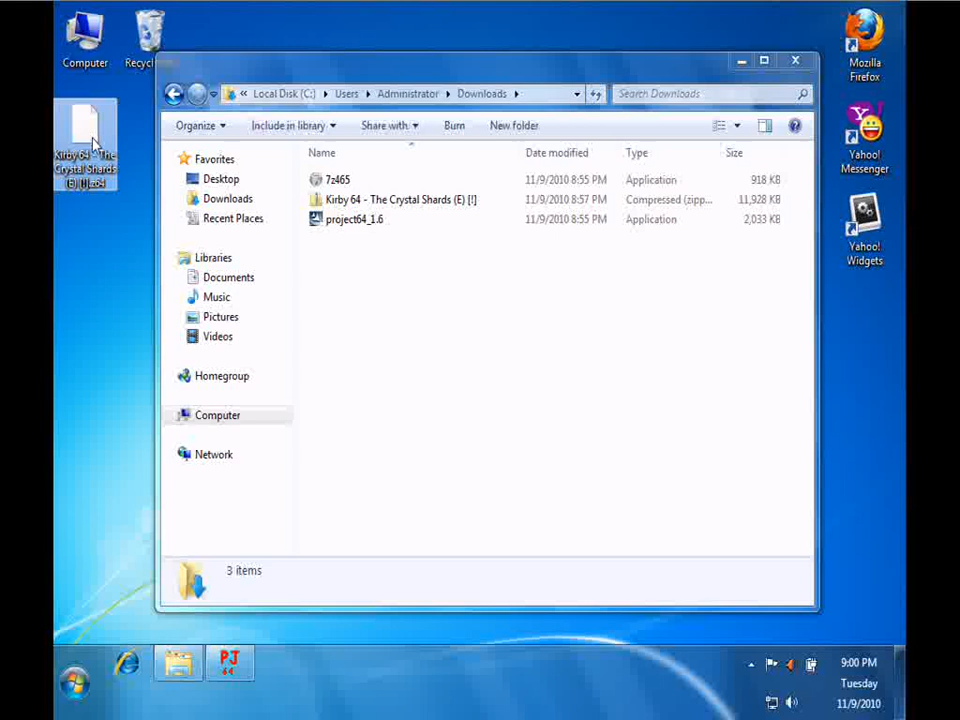 Computer
Recycl
Kirby 64 - The
Crystal Shards
(E) [!].z64
Local Disk (C:)
Users
Administrator
Downloads
Search Downloads
Organize
Include in library
Share with
Burn
New folder
Name
Date modified
Type
Size
Favorites
Desktop
Downloads
Recent Places
Libraries
Documents
Music
Pictures
Videos
Homegroup
Computer
Network
7z465 11/9/2010 8:55 PM Application 918 KB
Kirby 64 - The Crystal Shards (E) [!] 11/9/2010 8:57 PM Compressed (zipp... 11,928 KB
project64_1.6 11/9/2010 8:55 PM Application 2,033 KB
3 items
Mozilla
Firefox
Yahoo!
Messenger
Yahoo!
Widgets
PJ
64
9:00 PM
Tuesday
11/9/2010